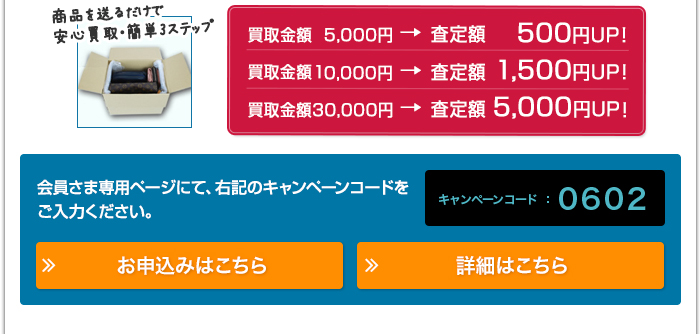 商品を送るだけで
安心買取・簡単3ステップ
買取金額 5,000円 → 査定額 500円UP!
買取金額10,000円 → 査定額 1,500円UP!
買取金額30,000円 → 査定額 5,000円UP!
会員さま専用ページにて、右記のキャンペーンコードを
ご入力ください。
キャンペーンコード : 0602
お申込みはこちら
詳細はこちら